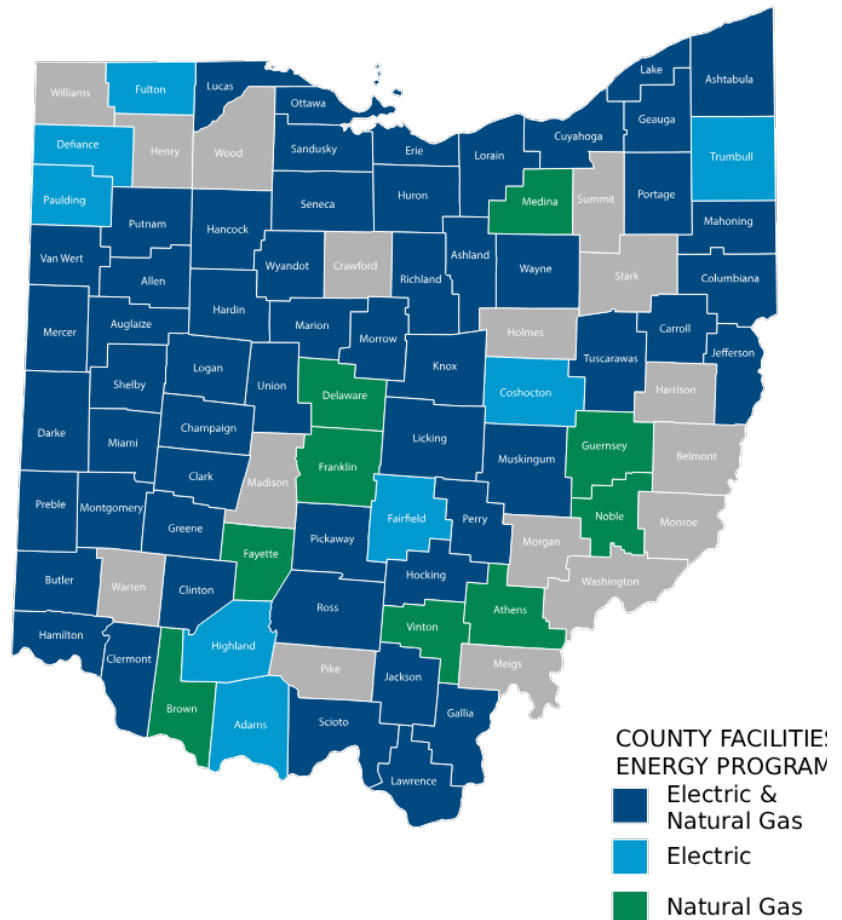 Lake
Ashtabula
Lucas
Fulton
Williams
Ottawa
Geauga
Cuyahoga
Erie
Sandusky
Defiance
Henry
Wood
Lorain
Trumbull
Huron
Portage
Summit
Medina
Paulding
Seneca
Mahoning
Putnam
Hancock
Ashland
Van Wert
Wyandot
Crawford
Wayne
Stark
Columbiana
Richland
Allen
Hardin
Auglaize
Marion
Carroll
Mercer
Holmes
Morrow
Jefferson
Tuscarawas
Knox
Logan
Union
Shelby
Harrison
Coshocton
Delaware
Champaign
Darke
Licking
Miami
Guernsey
Belmont
Muskingum
Franklin
Clark
Madison
Preble
Montgomery
Noble
Fairfield
Perry
Monroe
Greene
Pickaway
Morgan
Fayette
Hocking
Butler
Washington
Warren
Clinton
Ross
Athens
Vinton
Hamilton
Highland
Clermont
Meigs
Pike
Jackson
Brown
Gallia
Scioto
Adams
Lawrence
COUNTY FACILITIES
ENERGY PROGRAM
Electric &
Natural Gas
Electric
Natural Gas